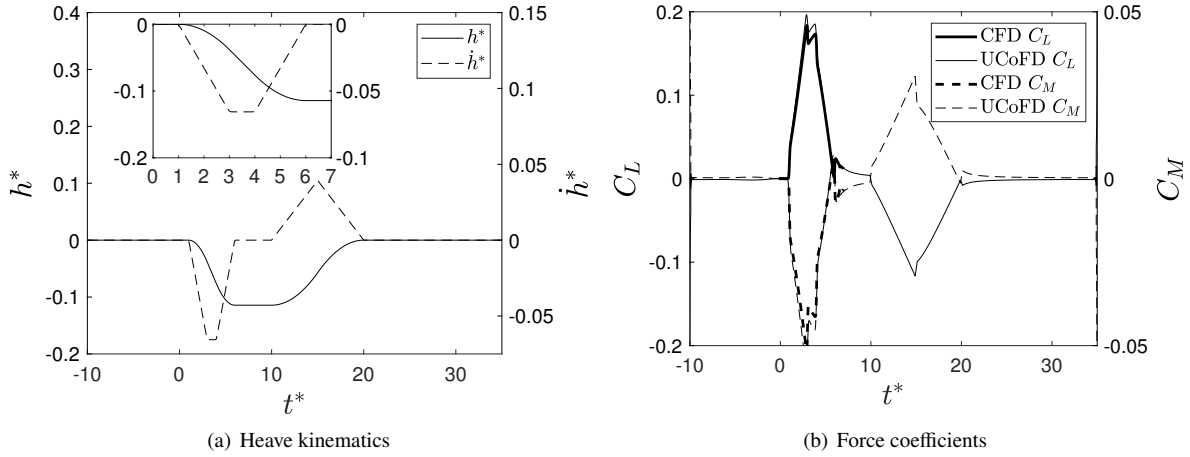 0.4
0.3
0.2
0.1
0
-0.1
-0.2
h*
0.15
0.1
0.05
0
-0.05
ḣ*
-10 0 10 20 30
t*
0
-0.1
-0.2
0
-0.05
-0.1
0 1 2 3 4 5 6 7
h*
ḣ*
(a) Heave kinematics
0.2
0.1
0
-0.1
-0.2
C_L
0.05
0
-0.05
C_M
-10 0 10 20 30
t*
CFD C_L
UCoFD C_L
CFD C_M
UCoFD C_M
(b) Force coefficients